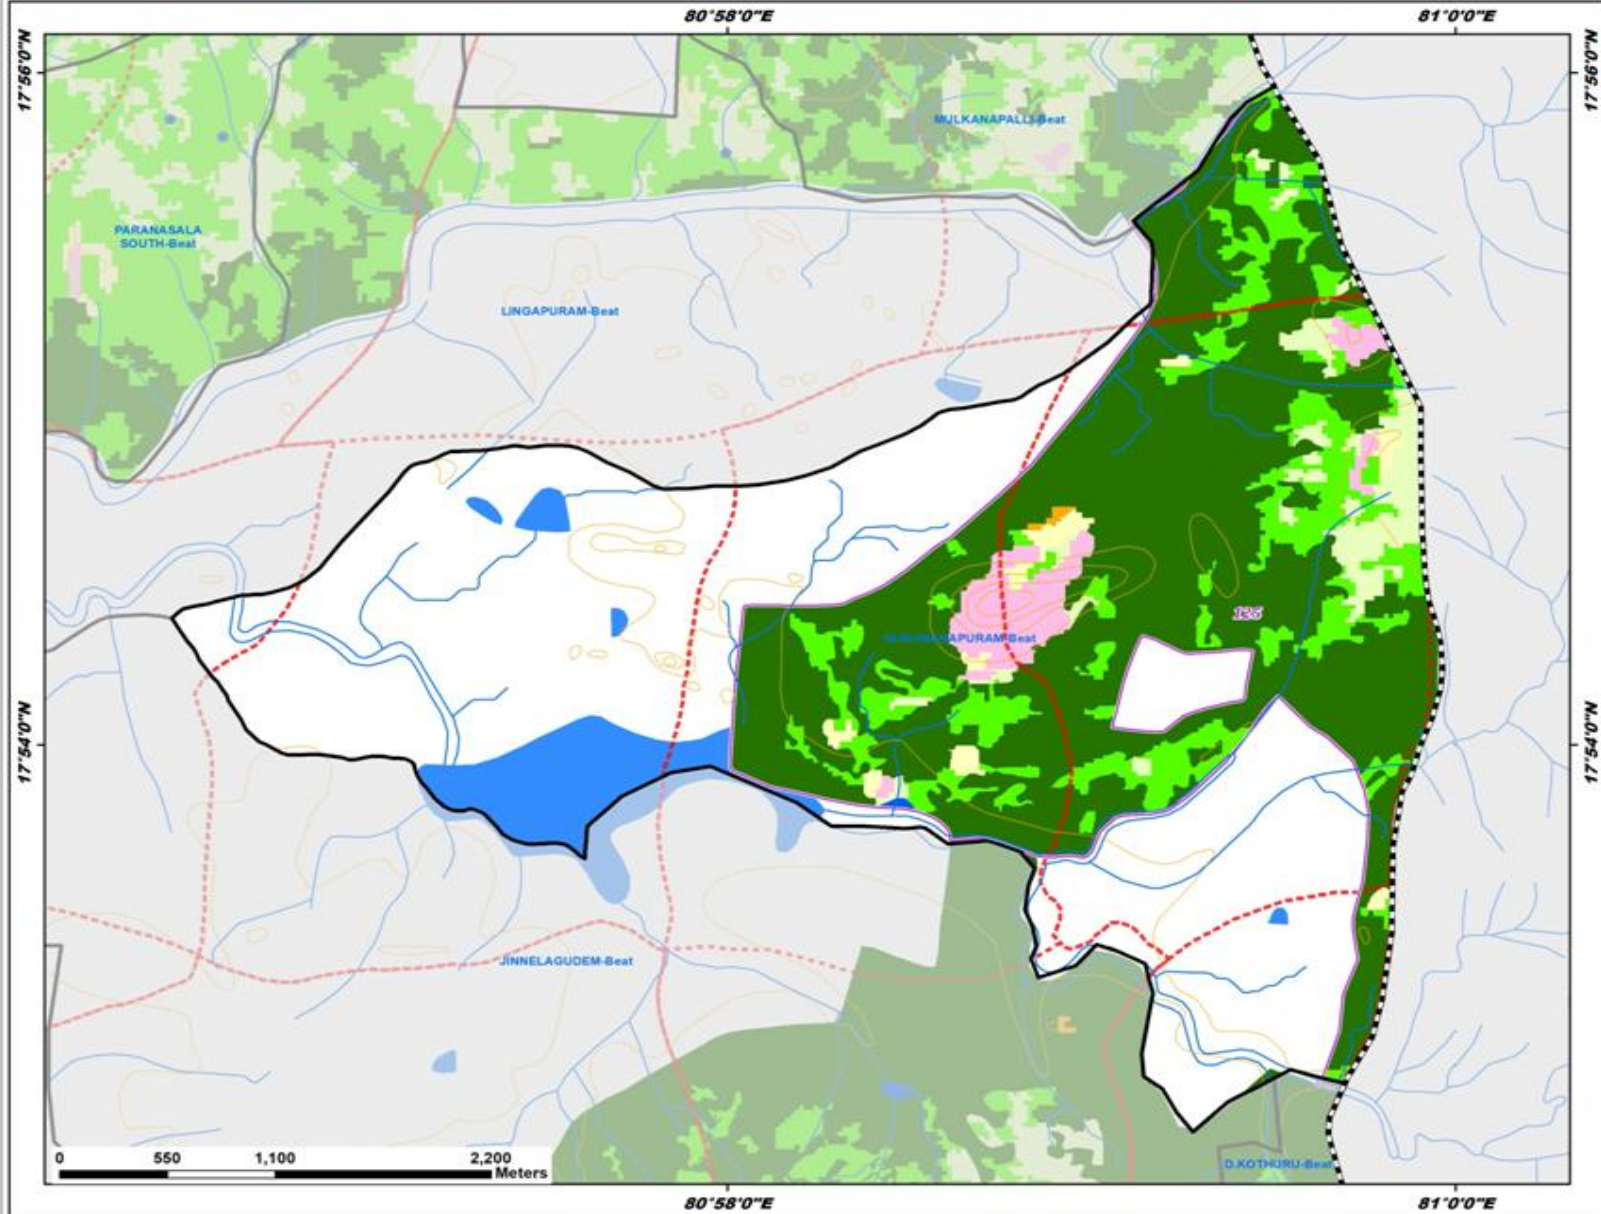 80°58'0"E
81°0'0"E
17°56'0"N
17°56'0"N
MULKANAPALLI-Beat
PARANASALA
SOUTH-Beat
LINGAPURAM-Beat
125
17°54'0"N
17°54'0"N
JINNELAGUDEM-Beat
D.KOTHURU-Beat
0
550
1,100
2,200
Meters
80°58'0"E
81°0'0"E